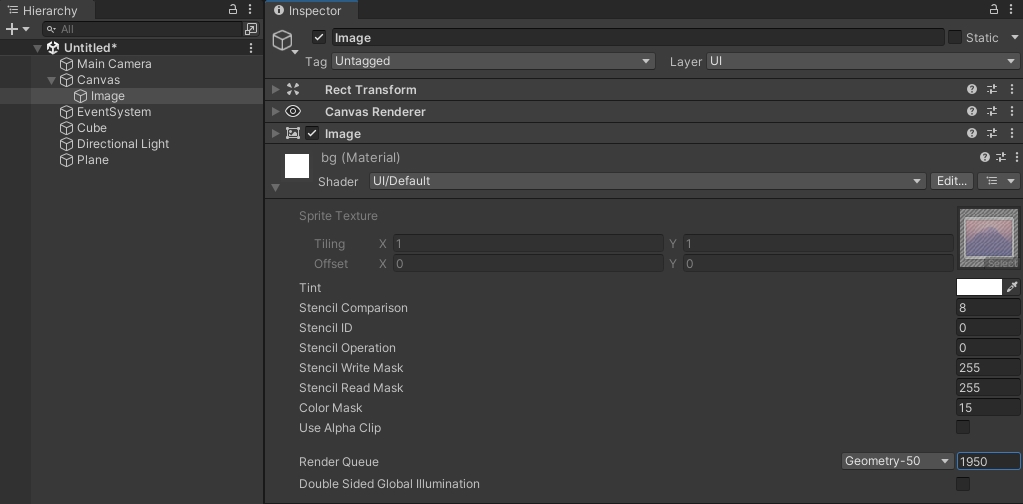 Hierarchy
All
Untitled*
Main Camera
Canvas
Image
EventSystem
Cube
Directional Light
Plane
Inspector
Image Static
Tag Untagged Layer UI
Rect Transform
Canvas Renderer
Image
bg (Material)
Shader UI/Default Edit...
Sprite Texture
Tiling X 1 Y 1
Offset X 0 Y 0
Select
Tint
Stencil Comparison 8
Stencil ID 0
Stencil Operation 0
Stencil Write Mask 255
Stencil Read Mask 255
Color Mask 15
Use Alpha Clip
Render Queue Geometry-50 1950
Double Sided Global Illumination